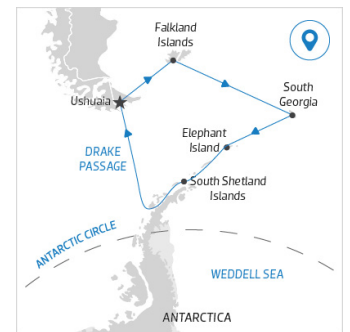 Falkland
Islands
Ushuaia
South
Georgia
Elephant
Island
DRAKE
PASSAGE
South Shetland
Islands
ANTARCTIC CIRCLE
WEDDELL SEA
ANTARCTICA